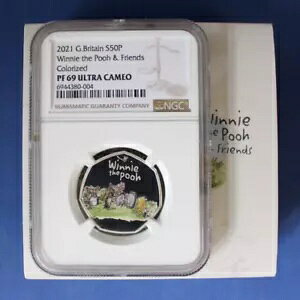 2021 G.Britain S50P
Winnie the Pooh & Friends
Colorized
PF 69 ULTRA CAMEO
6944380-004
NUMISMATIC GUARANTY COMPANY
NGC
Winnie
the Pooh
Winnie
the Pooh
& Friends